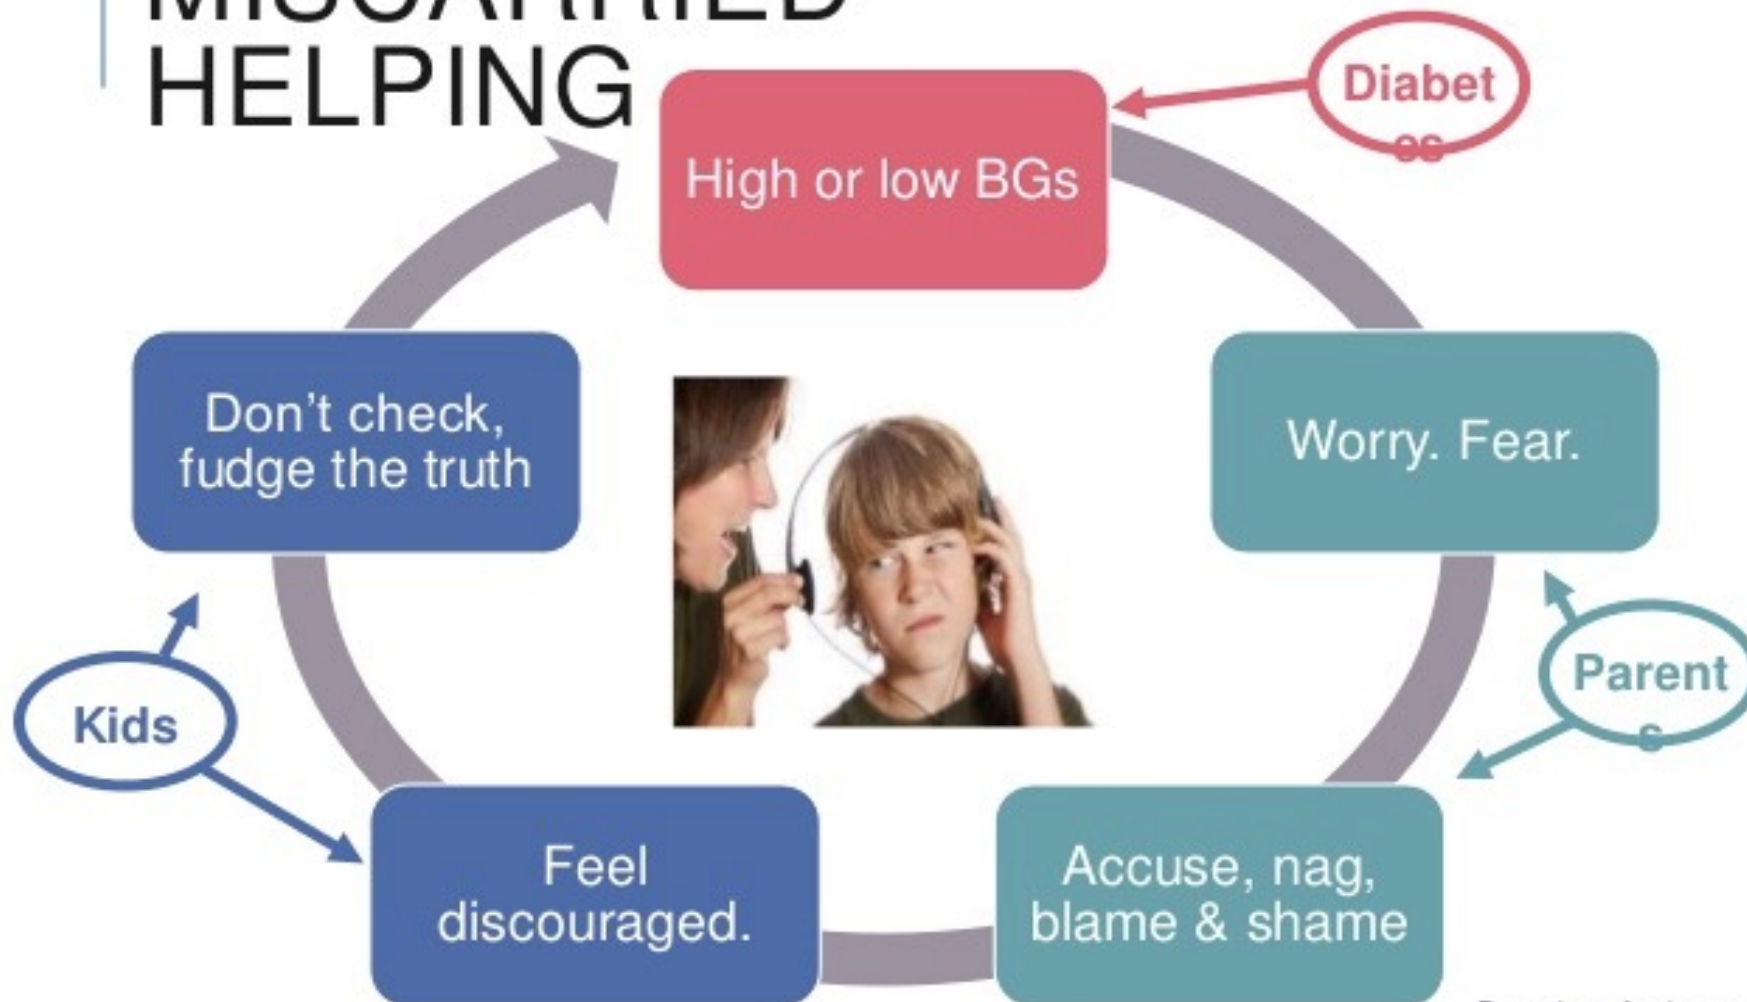 MISCARRIED
HELPING
Diabet
es
High or low BGs
Don't check,
fudge the truth
Worry. Fear.
Kids
Parent
s
Feel
discouraged.
Accuse, nag,
blame & shame